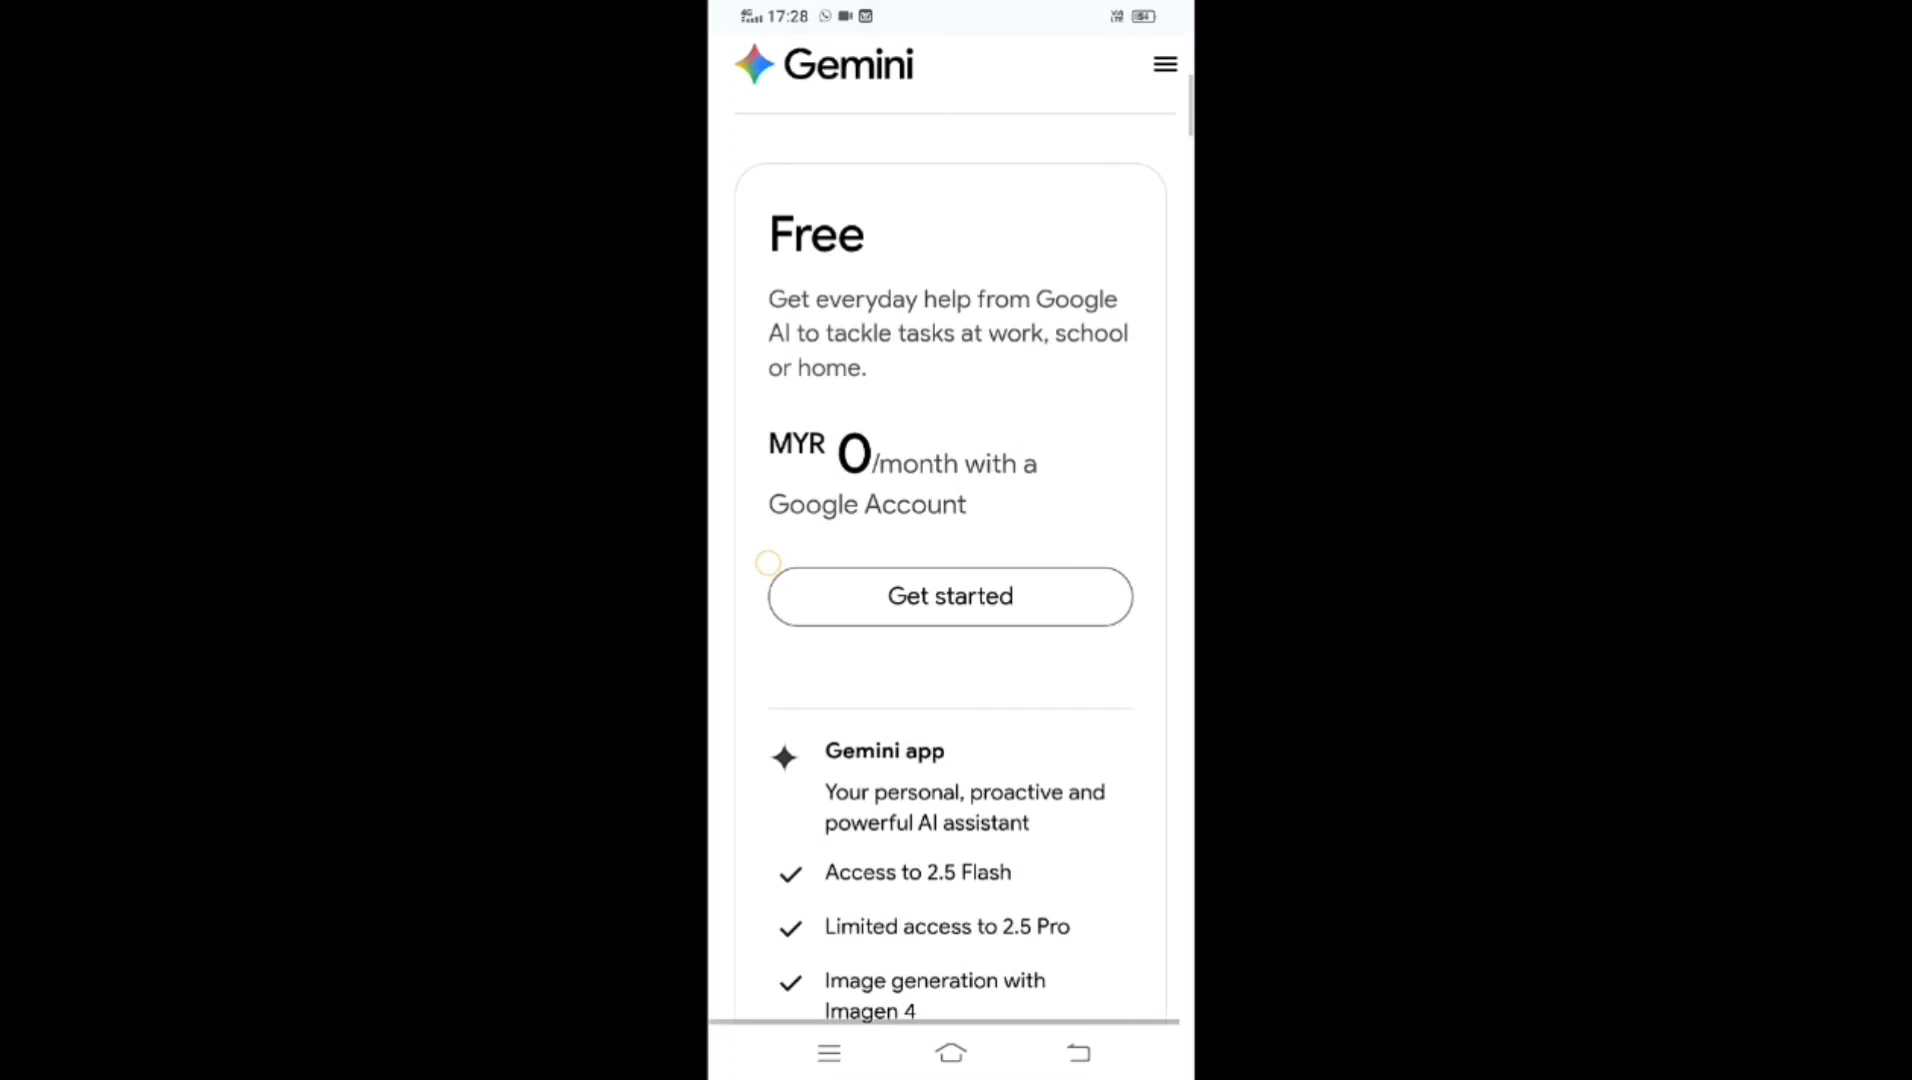 4G 17:28 54
Gemini
Free
Get everyday help from Google
AI to tackle tasks at work, school
or home.
MYR 0/month with a
Google Account
Get started
Gemini app
Your personal, proactive and
powerful AI assistant
Access to 2.5 Flash
Limited access to 2.5 Pro
Image generation with
Imagen 4